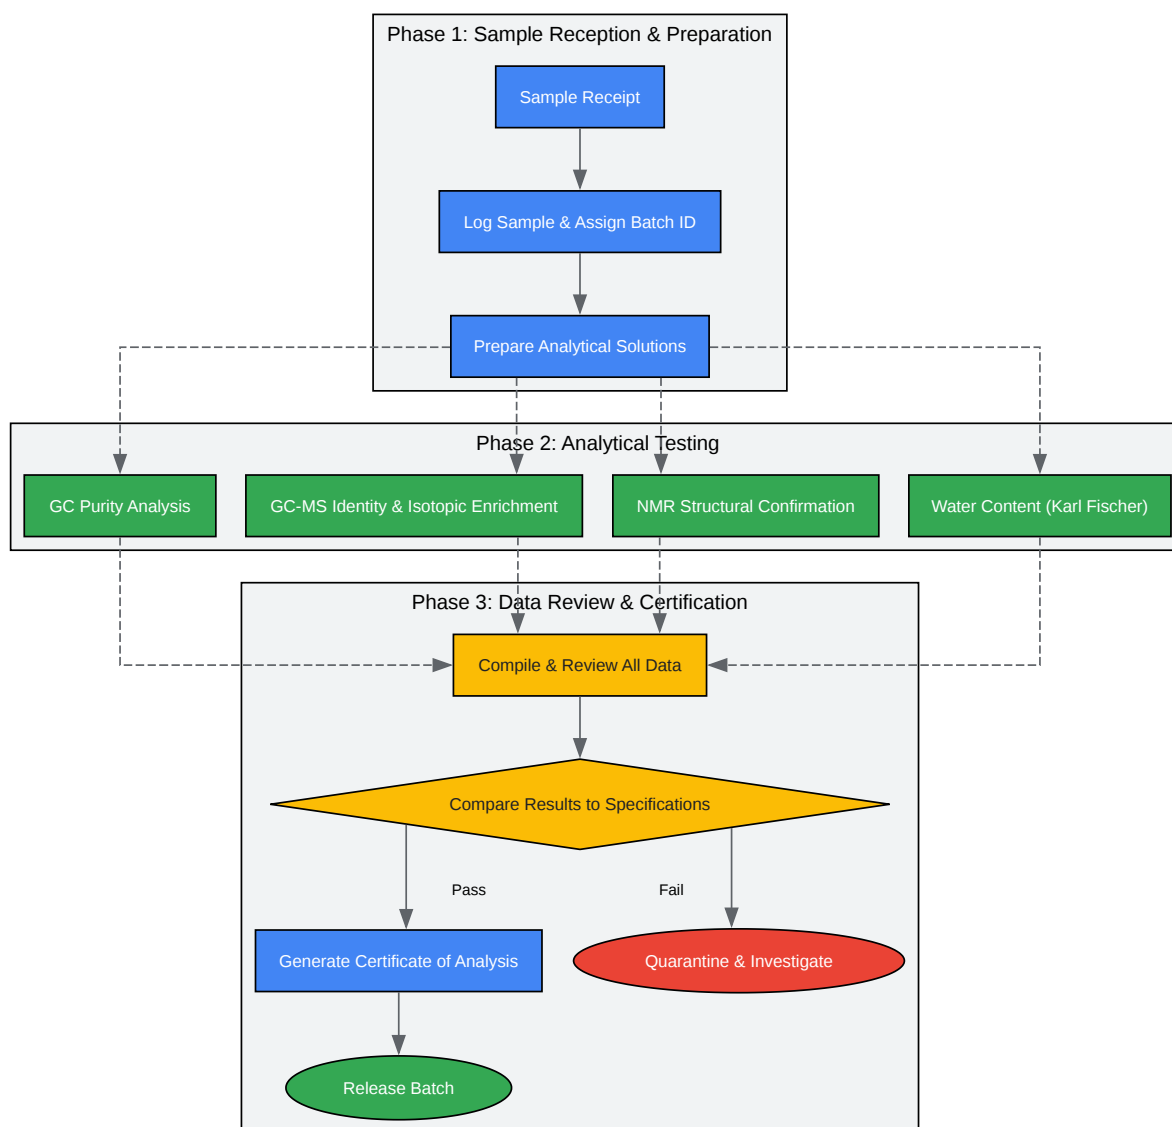 Phase 1: Sample Reception & Preparation
Sample Receipt
Log Sample & Assign Batch ID
Prepare Analytical Solutions
Phase 2: Analytical Testing
GC Purity Analysis
GC-MS Identity & Isotopic Enrichment
NMR Structural Confirmation
Water Content (Karl Fischer)
Phase 3: Data Review & Certification
Compile & Review All Data
Compare Results to Specifications
Pass
Fail
Generate Certificate of Analysis
Quarantine & Investigate
Release Batch